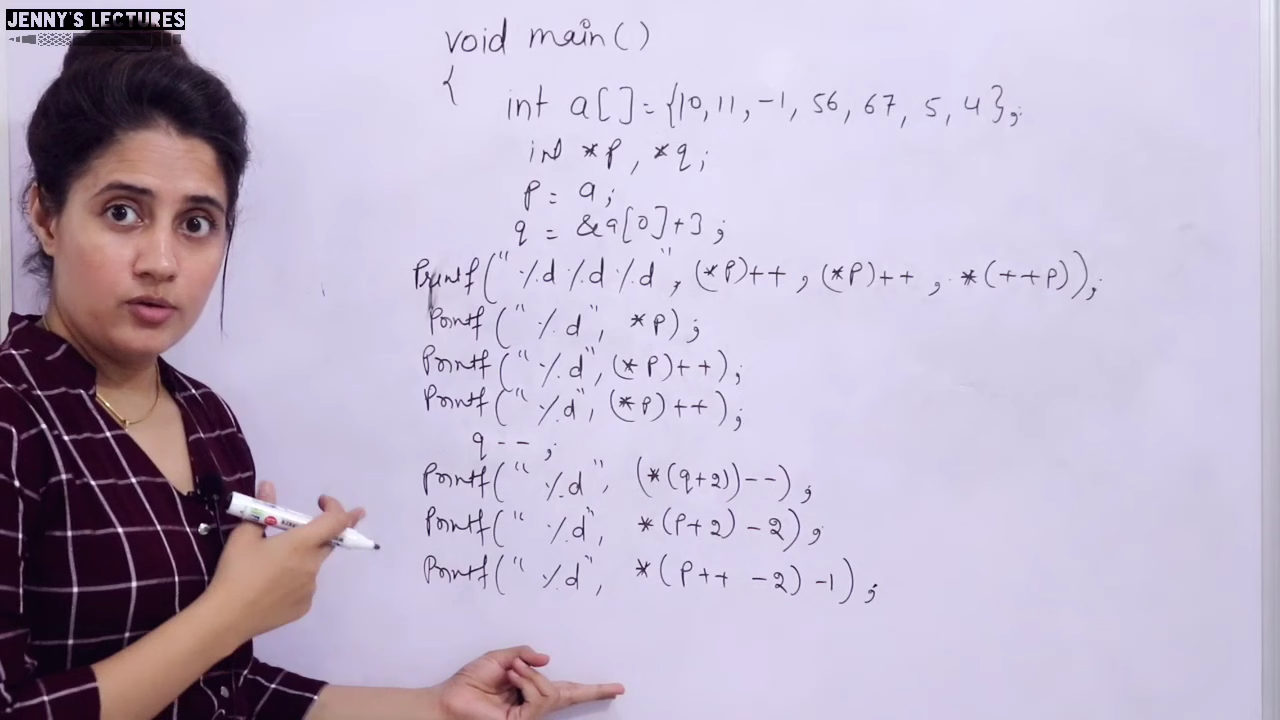 JENNY'S LECTURES
void main()
{
int a[]={10,11,-1,56,67,5,4};
int *p, *q;
p = a;
q = &a[0]+3;
Printf("%d %d %d", (*p)++, (*p)++, *(++p));
Printf("%d", *p);
Printf("%d", (*p)++);
Printf("%d", (*p)++);
q--;
Printf("%d", (*(q+2))--);
Printf("%d", *(p+2)-2);
Printf("%d", *(p++ -2)-1);